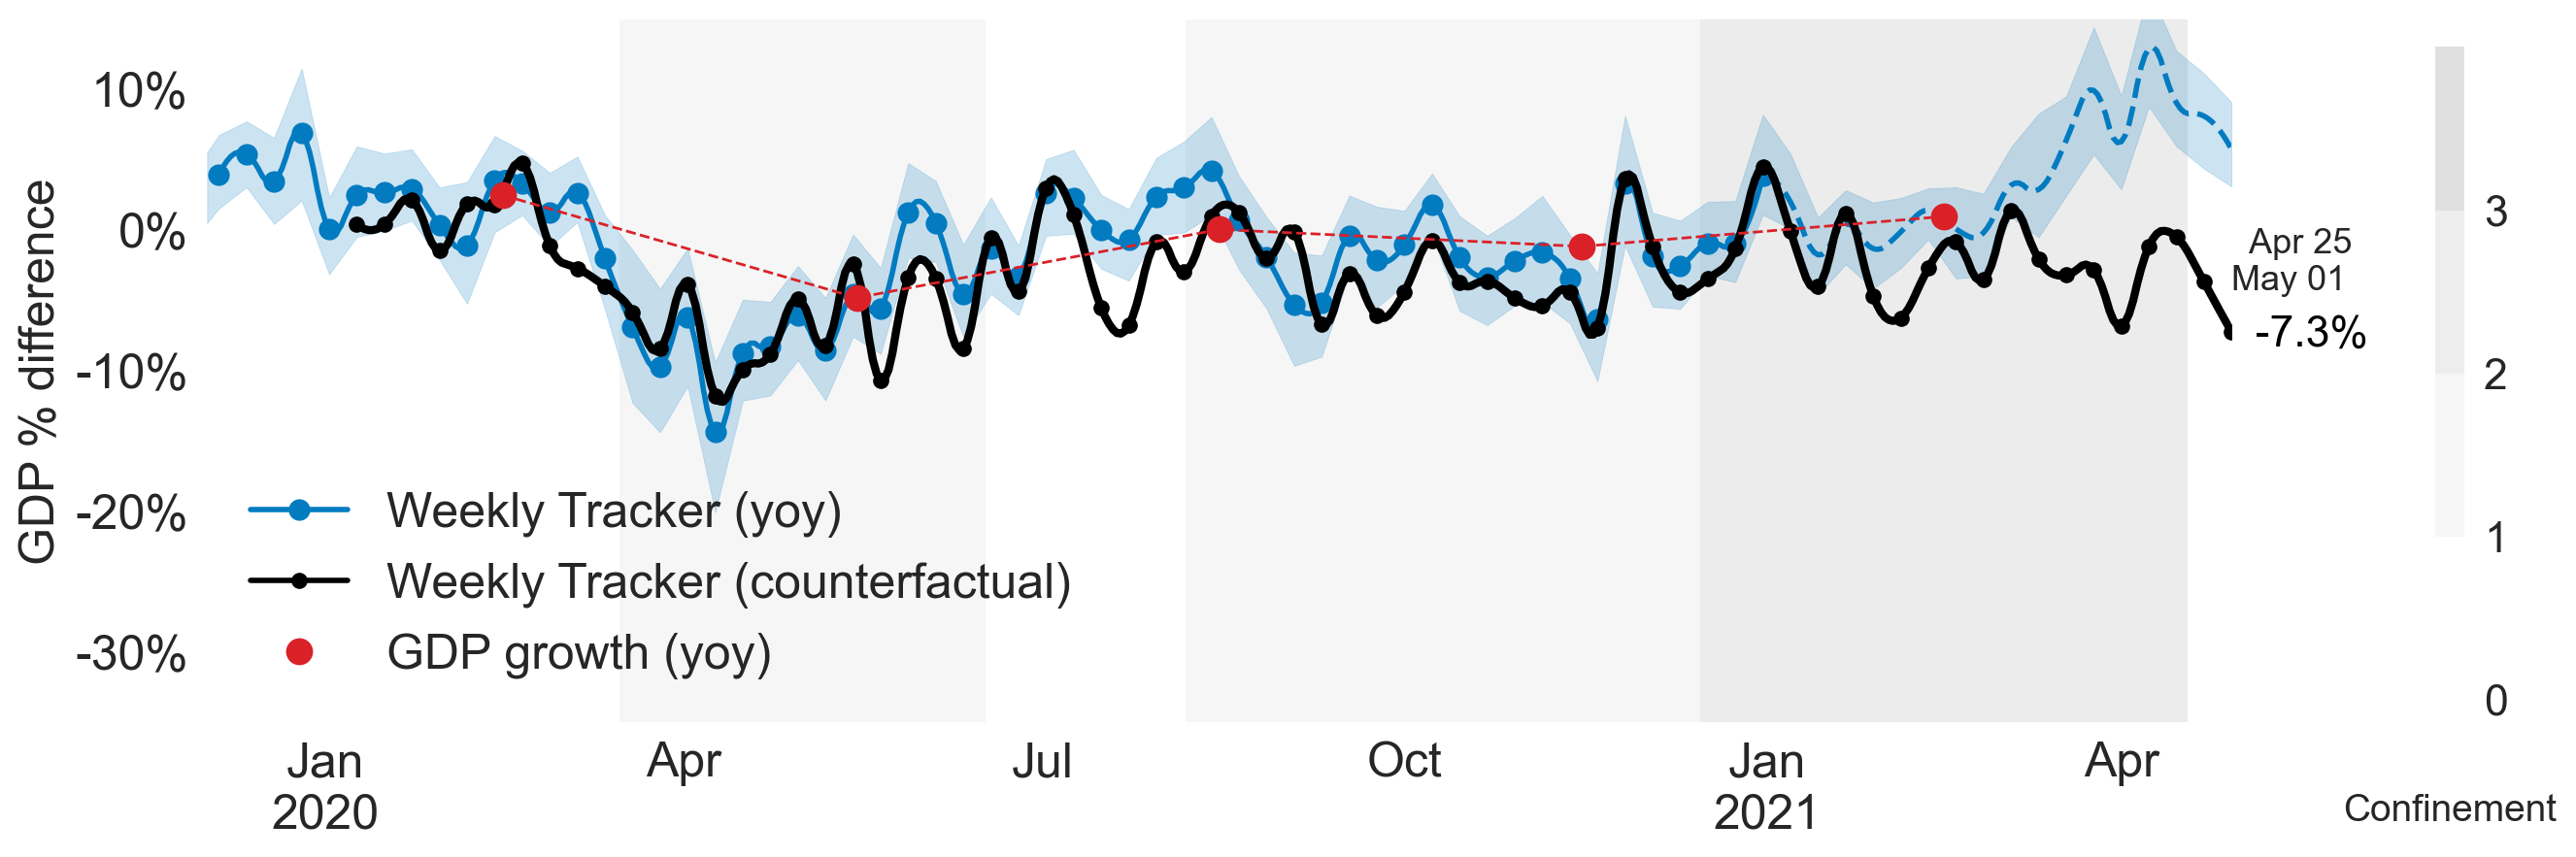 GDP % difference
10%
0%
-10%
-20%
-30%
Weekly Tracker (yoy)
Weekly Tracker (counterfactual)
GDP growth (yoy)
Jan
2020
Apr
Jul
Oct
Jan
2021
Apr
Apr 25
May 01
-7.3%
3
2
1
0
Confinement